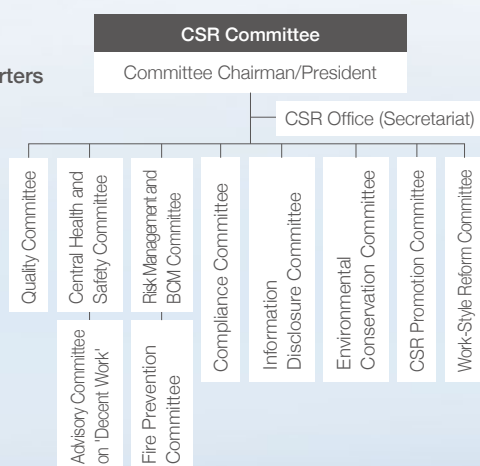 CSR Committee
rters
Committee Chairman/President
CSR Office (Secretariat)
Quality Committee
Central Health and
Safety Committee
Risk Management and
BCM Committee
Compliance Committee
Information
Disclosure Committee
Environmental
Conservation Committee
CSR Promotion Committee
Work-Style Reform Committee
Advisory Committee
on 'Decent Work'
Fire Prevention
Committee